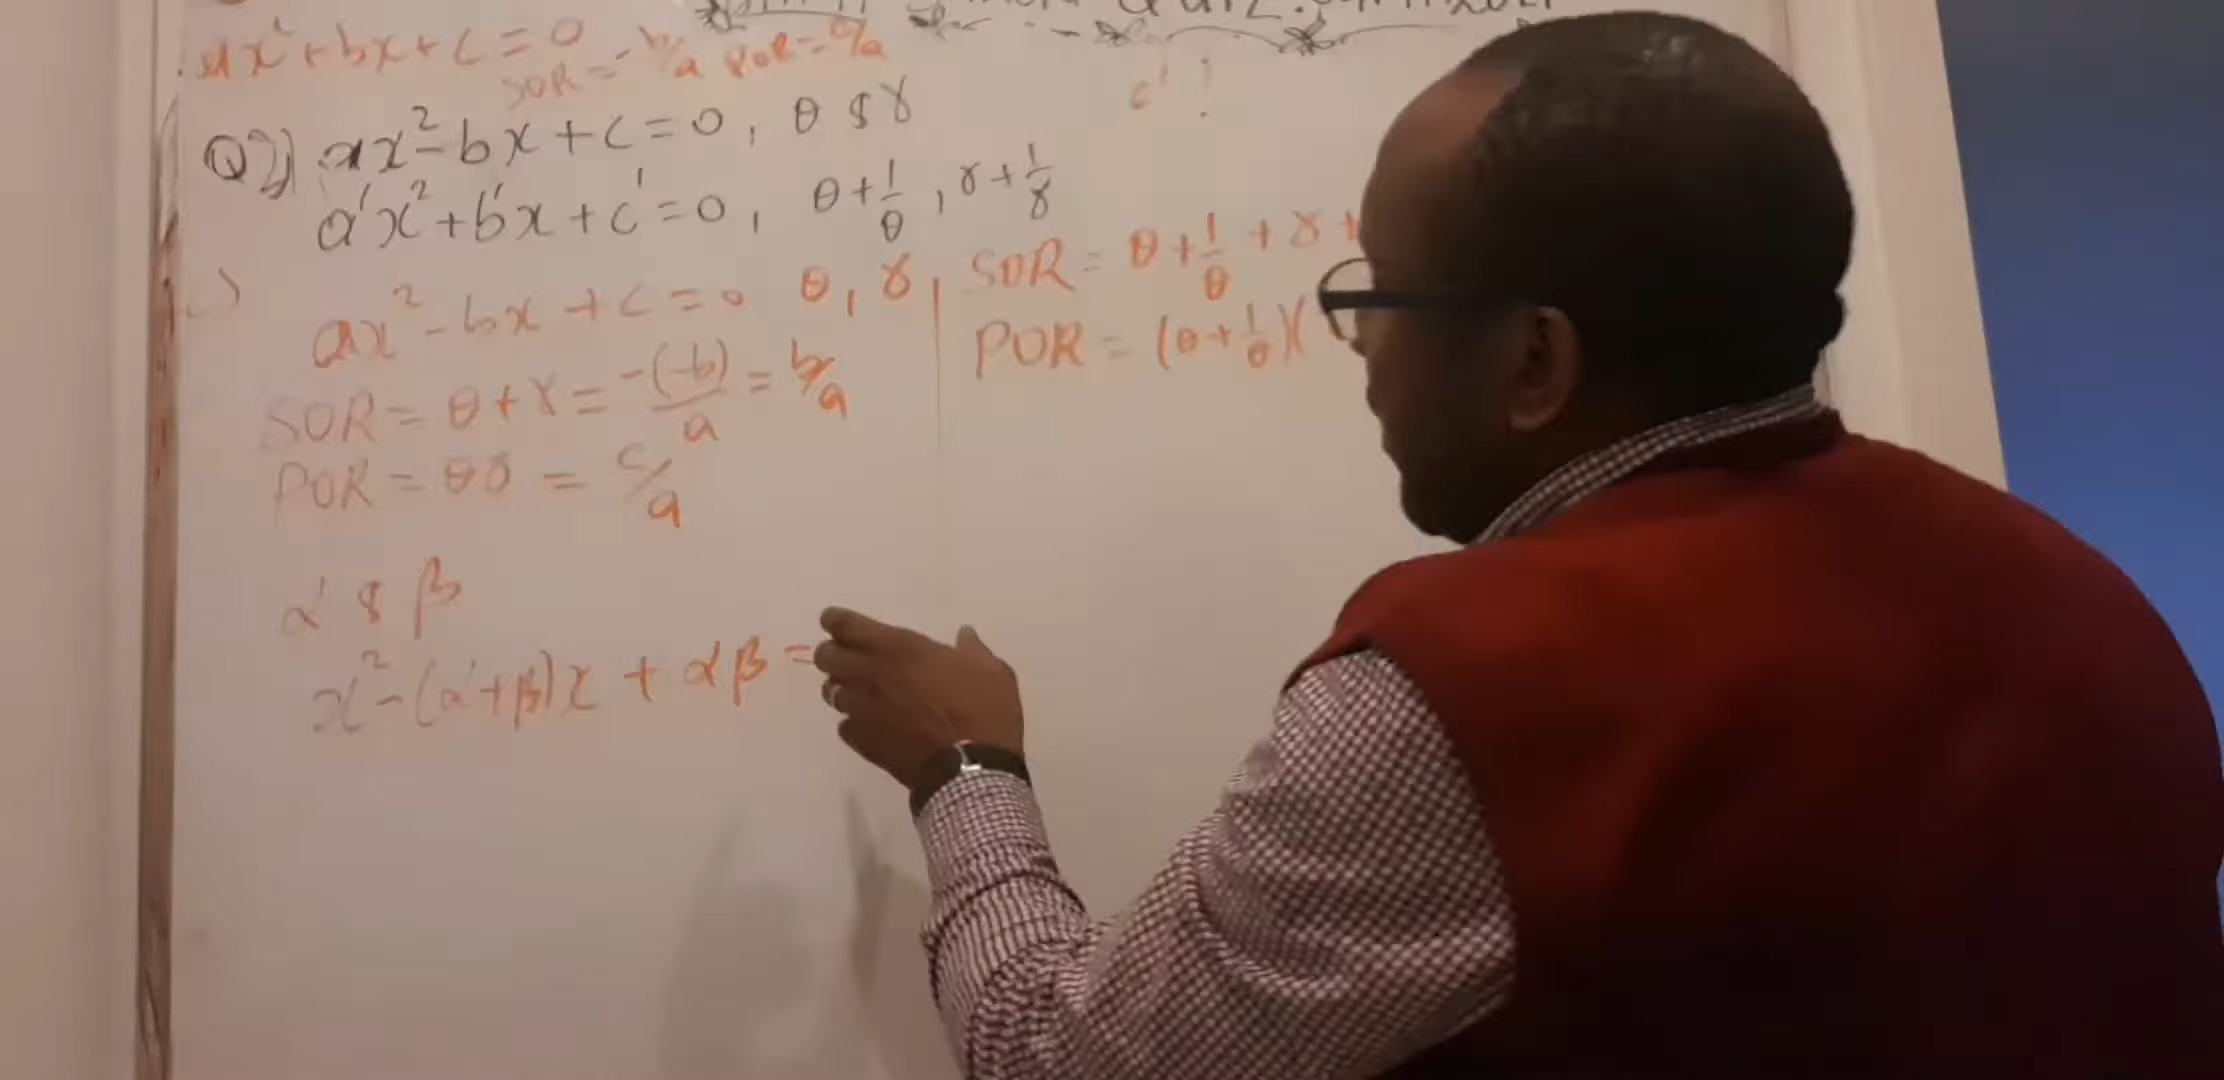 ax² + bx + c = 0 SOR = -b/a POR = c/a
c' !
Q2) ax² - bx + c = 0 , θ & γ
a'x² + b'x + c' = 0 , θ + 1/θ , γ + 1/γ
ax² - bx + c = 0 θ, γ
SOR = θ + γ = -(-b)/a = b/a
POR = θγ = c/a
α & β
x² - (α + β)x + αβ =
SOR = θ + 1/θ + γ +
POR = (θ + 1/θ)(